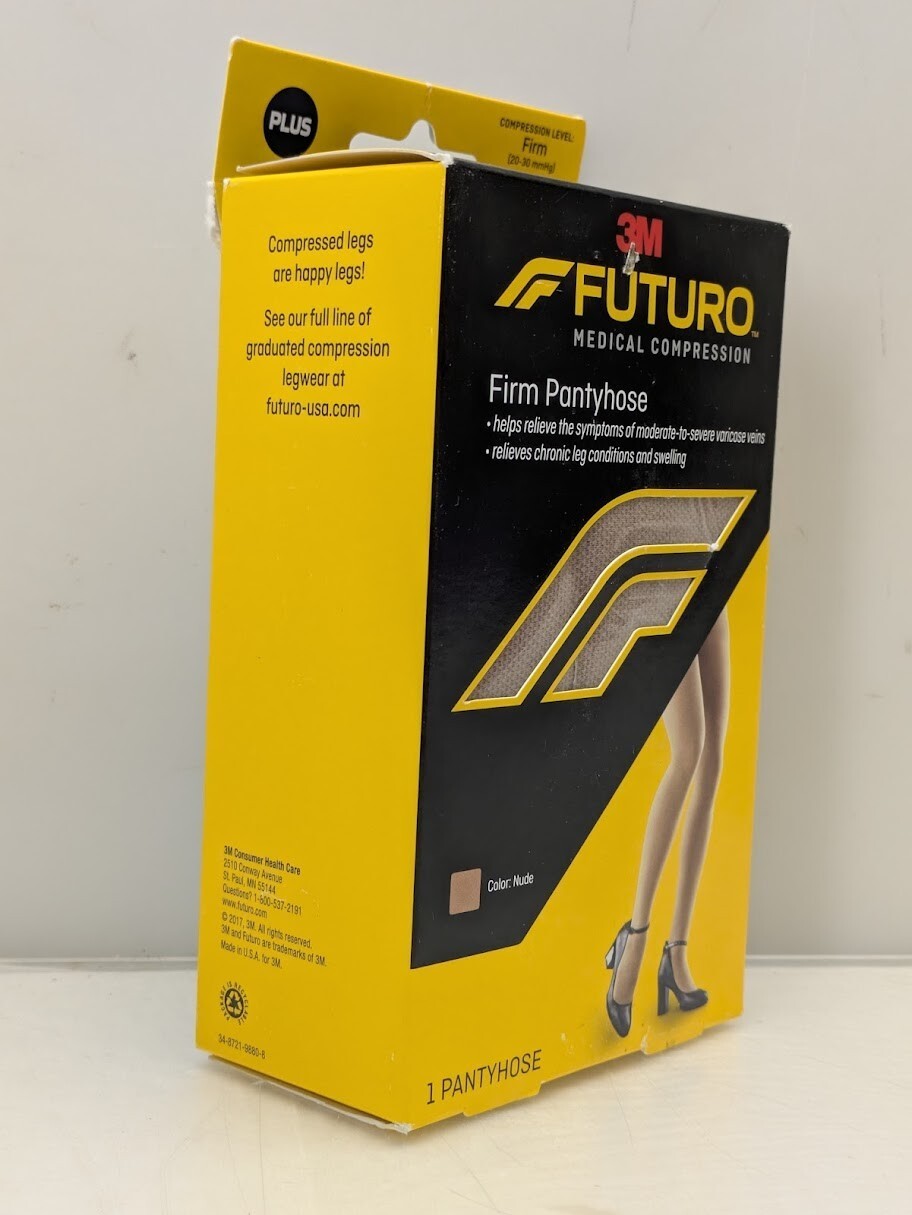 PLUS
COMPRESSION LEVEL:
Firm
(20-30 mmHg)
Compressed legs
are happy legs!
See our full line of
graduated compression
legwear at
futuro-usa.com
3M
FUTURO™
MEDICAL COMPRESSION
Firm Pantyhose
• helps relieve the symptoms of moderate-to-severe varicose veins
• relieves chronic leg conditions and swelling
Color: Nude
3M Consumer Health Care
2510 Conway Avenue
St. Paul, MN 55144
Questions? 1-800-537-2191
www.futuro.com
© 2017, 3M. All rights reserved.
3M and Futuro are trademarks of 3M.
Made in U.S.A. for 3M.
PACKAGE IS RECYCLABLE
34-8721-9880-8
1 PANTYHOSE